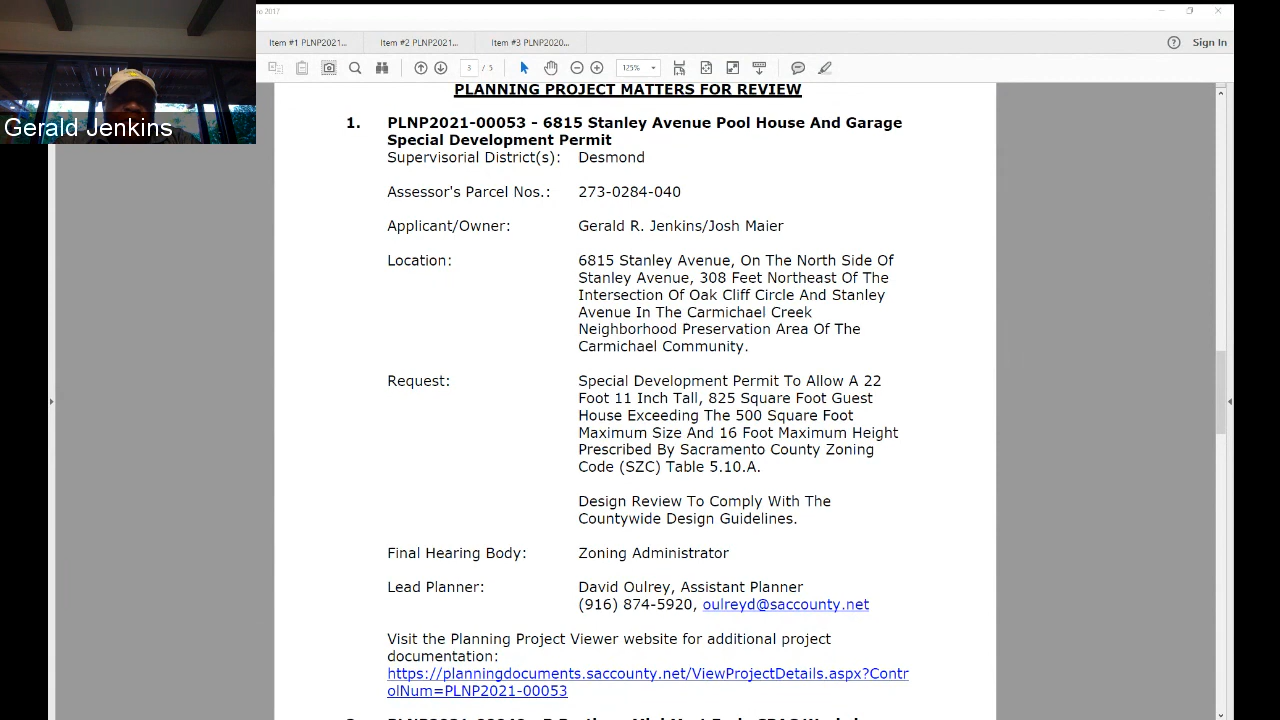 re 2017
Item #1 PLNP2021...
Item #2 PLNP2021...
Item #3 PLNP2020...
Sign In
3 / 5
125%
Gerald Jenkins
PLANNING PROJECT MATTERS FOR REVIEW
1. PLNP2021-00053 - 6815 Stanley Avenue Pool House And Garage
Special Development Permit
Supervisorial District(s): Desmond
Assessor's Parcel Nos.: 273-0284-040
Applicant/Owner: Gerald R. Jenkins/Josh Maier
Location: 6815 Stanley Avenue, On The North Side Of
Stanley Avenue, 308 Feet Northeast Of The
Intersection Of Oak Cliff Circle And Stanley
Avenue In The Carmichael Creek
Neighborhood Preservation Area Of The
Carmichael Community.
Request: Special Development Permit To Allow A 22
Foot 11 Inch Tall, 825 Square Foot Guest
House Exceeding The 500 Square Foot
Maximum Size And 16 Foot Maximum Height
Prescribed By Sacramento County Zoning
Code (SZC) Table 5.10.A.
Design Review To Comply With The
Countywide Design Guidelines.
Final Hearing Body: Zoning Administrator
Lead Planner: David Oulrey, Assistant Planner
(916) 874-5920, oulreyd@saccounty.net
Visit the Planning Project Viewer website for additional project
documentation:
https://planningdocuments.saccounty.net/ViewProjectDetails.aspx?Contr
olNum=PLNP2021-00053